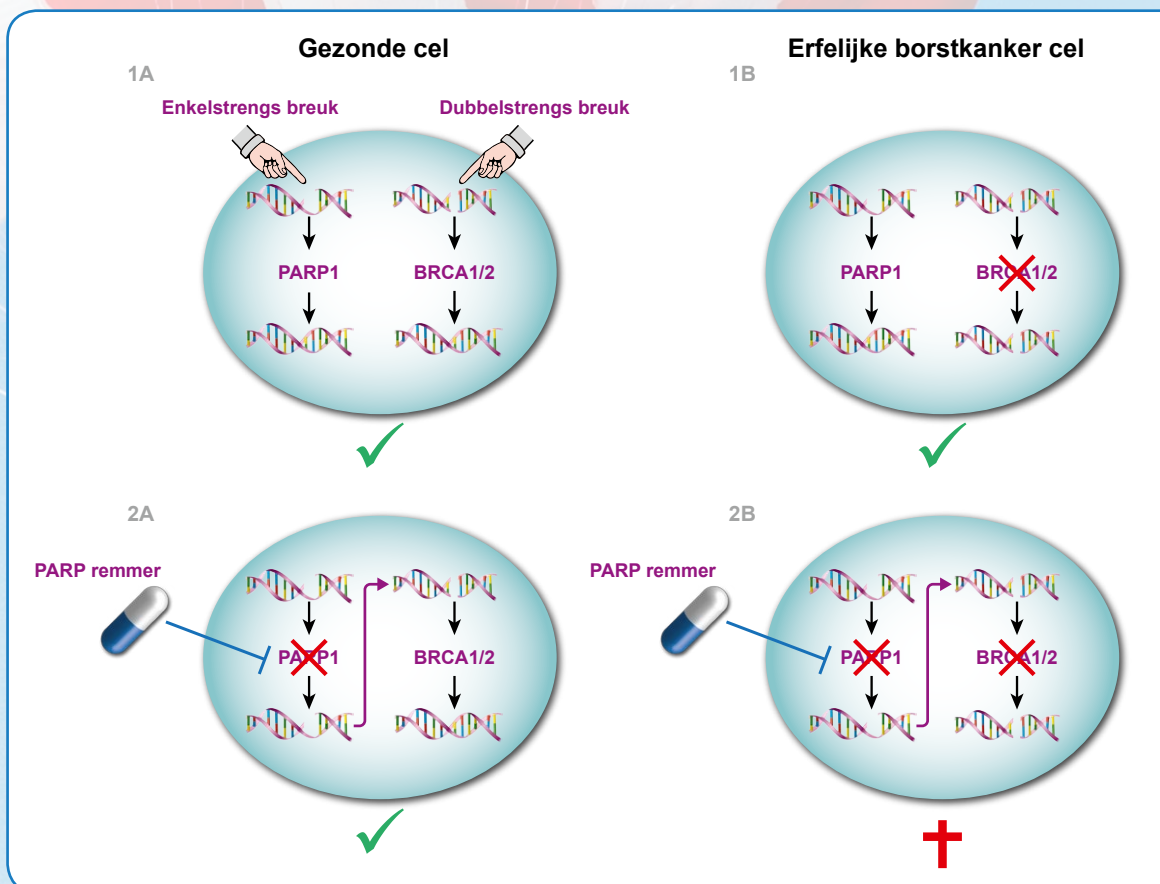 Gezonde cel
Erfelijke borstkanker cel
1A
1B
Enkelstrengs breuk
Dubbelstrengs breuk
PARP1
BRCA1/2
PARP1
BRCA1/2
2A
2B
PARP remmer
PARP remmer
PARP1
BRCA1/2
PARP1
BRCA1/2